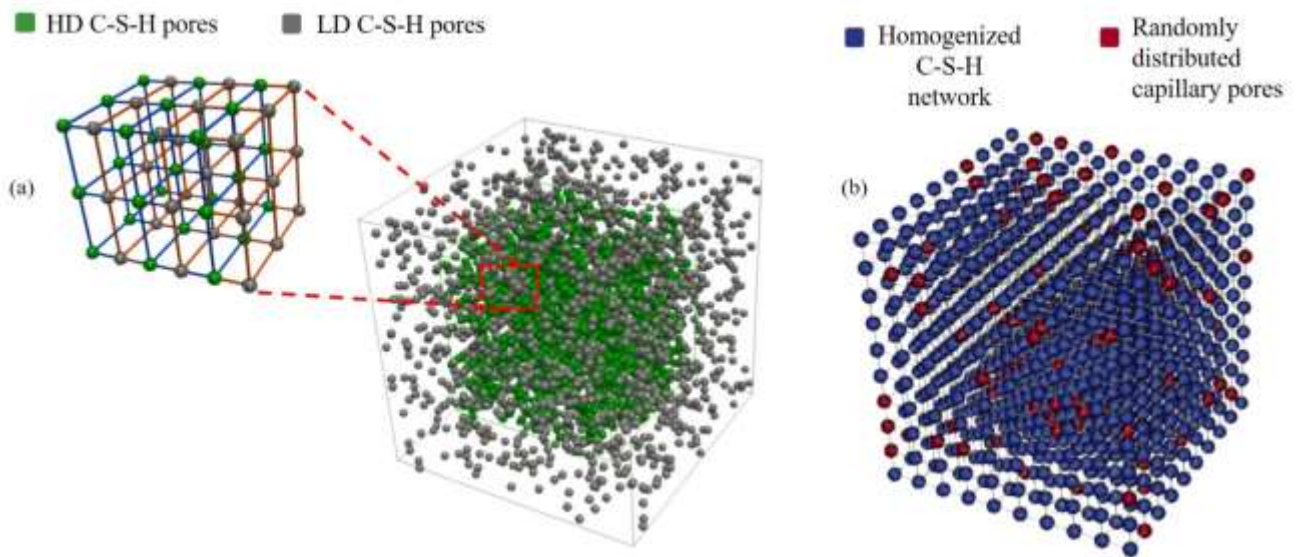 HD C-S-H pores
LD C-S-H pores
Homogenized
C-S-H
network
Randomly
distributed
capillary pores
(a)
(b)